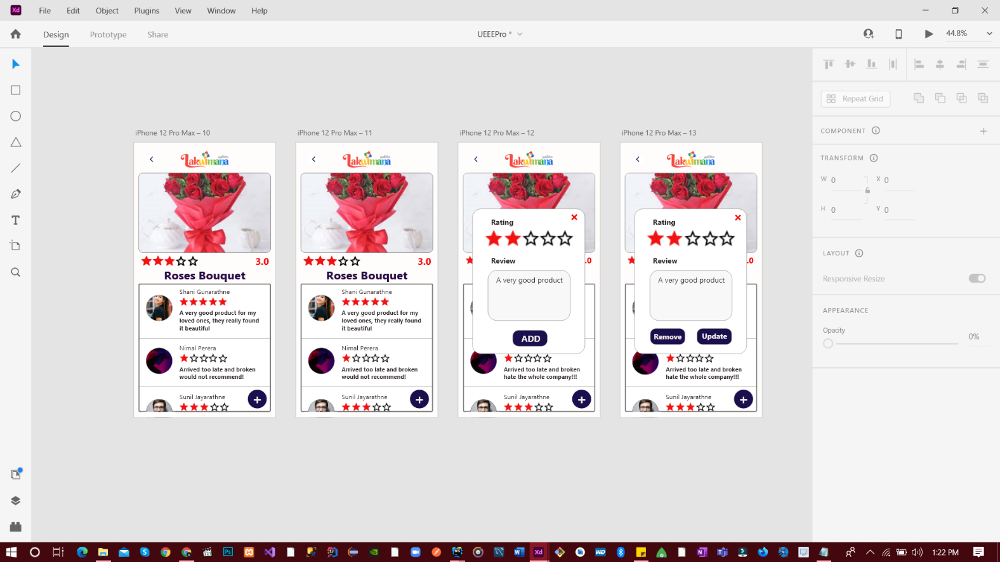 Xd
File Edit Object Plugins View Window Help
Design Prototype Share
UEEEPro *
44.8%
Repeat Grid
COMPONENT
TRANSFORM
W 0 X 0
H 0 Y 0
LAYOUT
Responsive Resize
APPEARANCE
Opacity
0%
iPhone 12 Pro Max – 10
Lakwimana
3.0
Roses Bouquet
Shani Gunarathne
A very good product for my
loved ones, they really found
it beautiful
Nimal Perera
Arrived too late and broken
would not recommend!
Sunil Jayarathne
+
iPhone 12 Pro Max – 11
Lakwimana
3.0
Roses Bouquet
Shani Gunarathne
A very good product for my
loved ones, they really found
it beautiful
Nimal Perera
Arrived too late and broken
would not recommend!
Sunil Jayarathne
+
iPhone 12 Pro Max – 12
Lakwimana
Rating
Review
A very good product
ADD
.0
Arrived too late and broken
hate the whole company!!!
Sunil Jayarathne
+
iPhone 12 Pro Max – 13
Lakwimana
Rating
Review
A very good product
Remove Update
.0
Arrived too late and broken
hate the whole company!!!
Sunil Jayarathne
+
Ps
WS
W
Xd
WD
N
1:22 PM